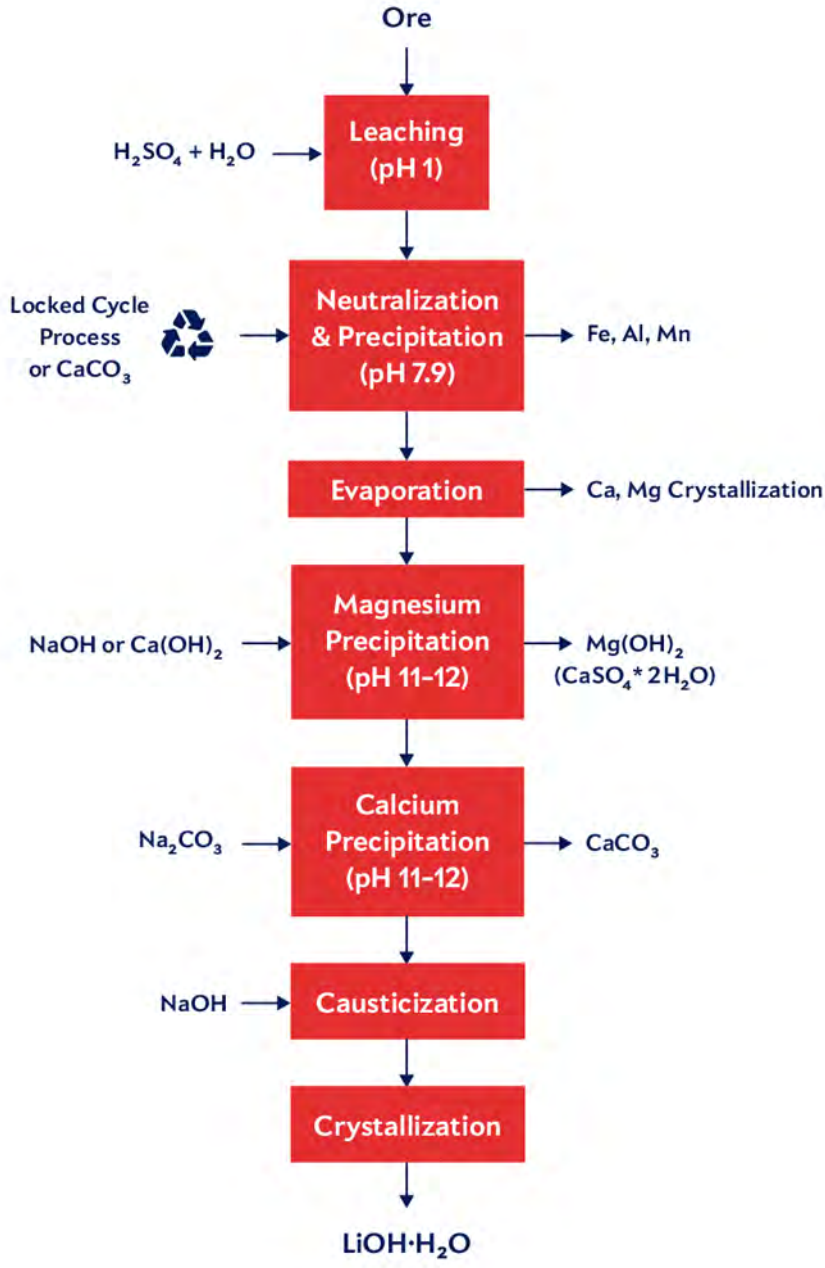 Ore
H₂SO₄ + H₂O
Leaching
(pH 1)
Locked Cycle
Process
or CaCO₃
Neutralization
& Precipitation
(pH 7.9)
Fe, Al, Mn
Evaporation
Ca, Mg Crystallization
NaOH or Ca(OH)₂
Magnesium
Precipitation
(pH 11-12)
Mg(OH)₂
(CaSO₄* 2H₂O)
Na₂CO₃
Calcium
Precipitation
(pH 11-12)
CaCO₃
NaOH
Causticization
Crystallization
LiOH·H₂O